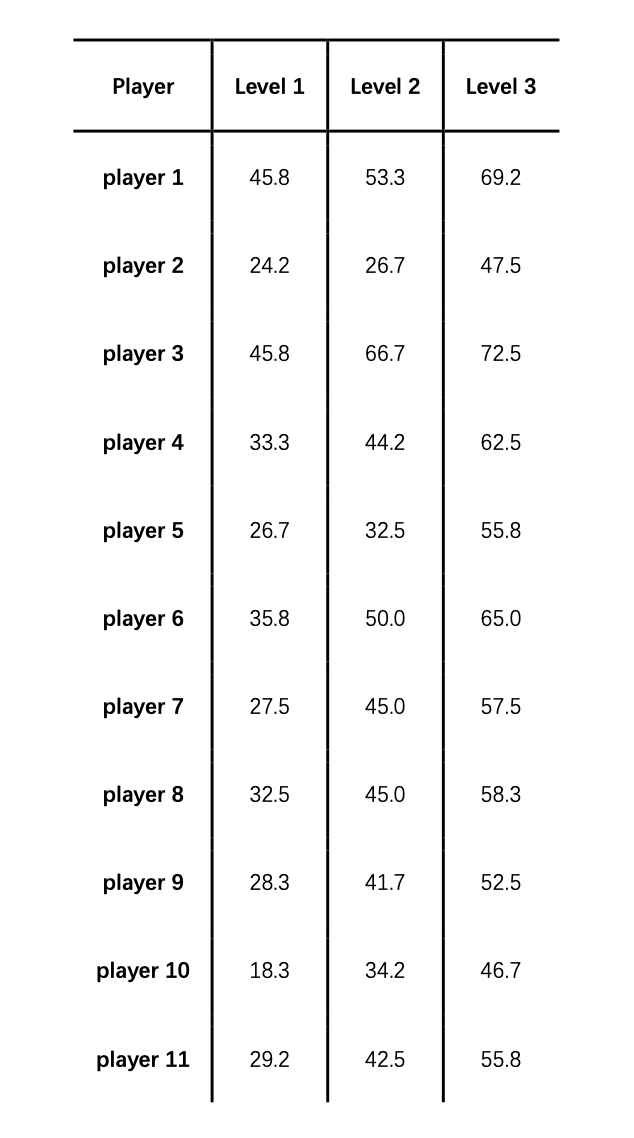 Player Level 1 Level 2 Level 3
player 1 45.8 53.3 69.2
player 2 24.2 26.7 47.5
player 3 45.8 66.7 72.5
player 4 33.3 44.2 62.5
player 5 26.7 32.5 55.8
player 6 35.8 50.0 65.0
player 7 27.5 45.0 57.5
player 8 32.5 45.0 58.3
player 9 28.3 41.7 52.5
player 10 18.3 34.2 46.7
player 11 29.2 42.5 55.8